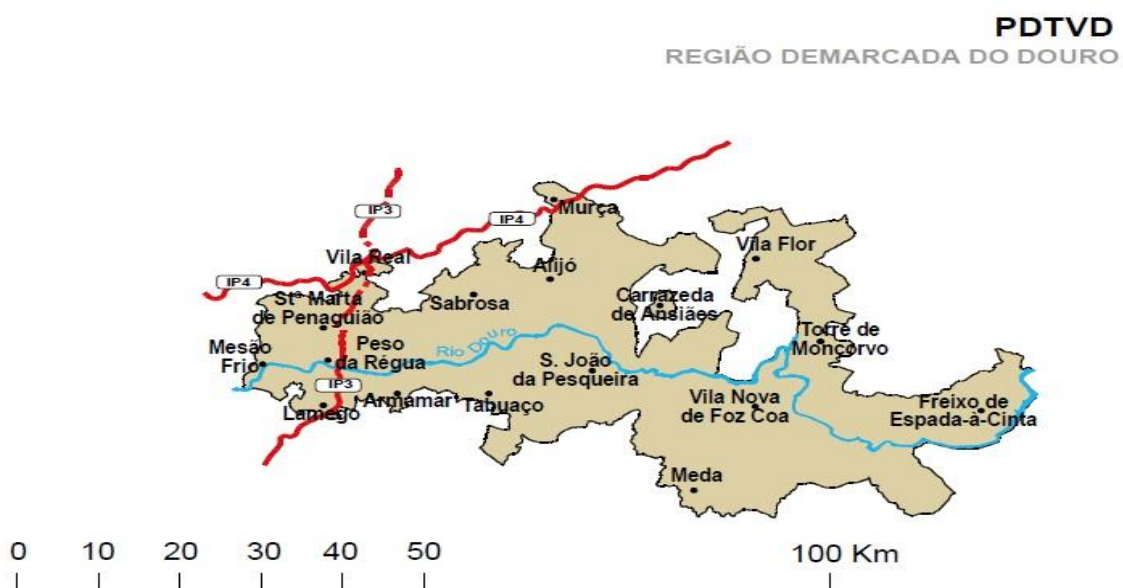 PDTVD
REGIÃO DEMARCADA DO DOURO
IP3
IP4
Murça
Vila Flor
Vila Real
Alijó
IP4
Stª Marta
de Penaguião
Sabrosa
Carrazeda
de Ansiães
Rio Douro
Torre de
Moncorvo
Mesão
Frio
Peso
da Régua
S. João
da Pesqueira
IP3
Lamego
Armamar
Tabuaço
Vila Nova
de Foz Coa
Freixo de
Espada-à-Cinta
Meda
0 10 20 30 40 50 100 Km